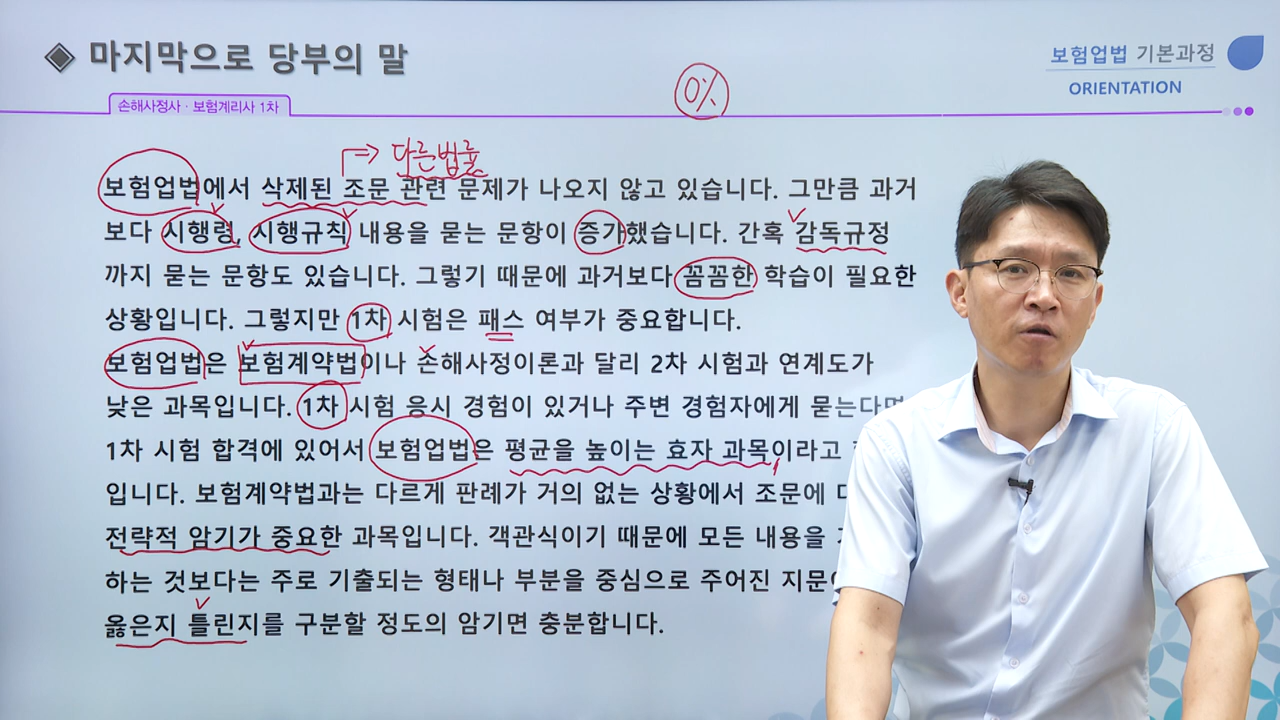 마지막으로 당부의 말
보험업법 기본과정
ORIENTATION
손해사정사 · 보험계리사 1차
0%
다른법률
보험업법에서 삭제된 조문 관련 문제가 나오지 않고 있습니다. 그만큼 과거
보다 시행령, 시행규칙 내용을 묻는 문항이 증가했습니다. 간혹 감독규정
까지 묻는 문항도 있습니다. 그렇기 때문에 과거보다 꼼꼼한 학습이 필요한
상황입니다. 그렇지만 1차 시험은 패스 여부가 중요합니다.
보험업법은 보험계약법이나 손해사정이론과 달리 2차 시험과 연계도가
낮은 과목입니다. 1차 시험 응시 경험이 있거나 주변 경험자에게 묻는다면
1차 시험 합격에 있어서 보험업법은 평균을 높이는 효자 과목이라고
입니다. 보험계약법과는 다르게 판례가 거의 없는 상황에서 조문에
전략적 암기가 중요한 과목입니다. 객관식이기 때문에 모든 내용을
하는 것보다는 주로 기출되는 형태나 부분을 중심으로 주어진
옳은지 틀린지를 구분할 정도의 암기면 충분합니다.